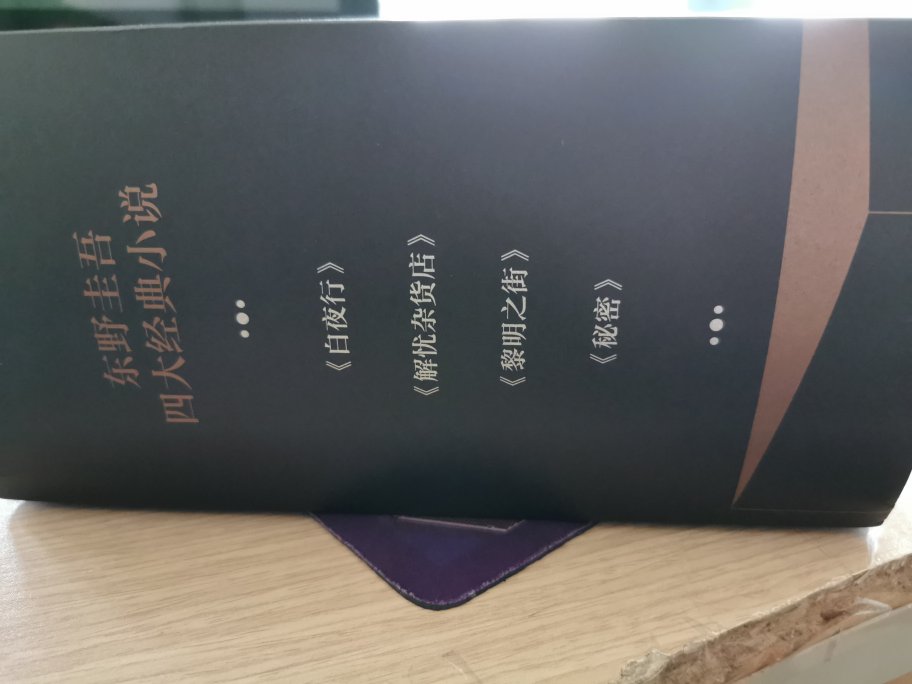 东野圭吾
四大经典小说
《白夜行》
《解忧杂货店》
《黎明之街》
《秘密》